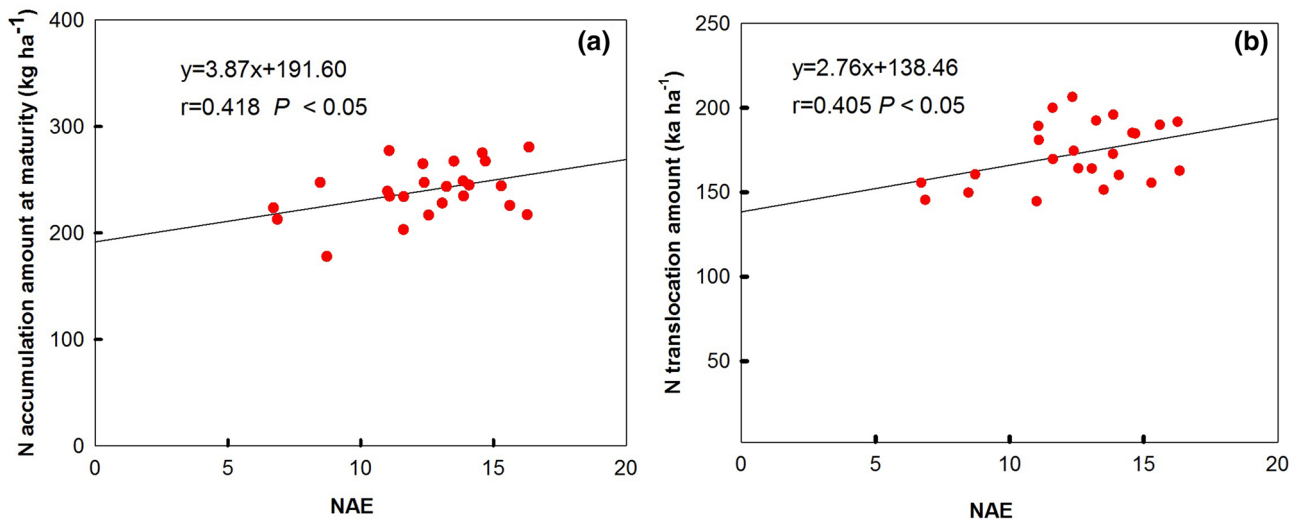 (a)
y=3.87x+191.60
r=0.418 P < 0.05
N accumulation amount at maturity (kg ha⁻¹)
400
300
200
100
0
0 5 10 15 20
NAE
(b)
y=2.76x+138.46
r=0.405 P < 0.05
N translocation amount (ka ha⁻¹)
250
200
150
100
50
0 5 10 15 20
NAE